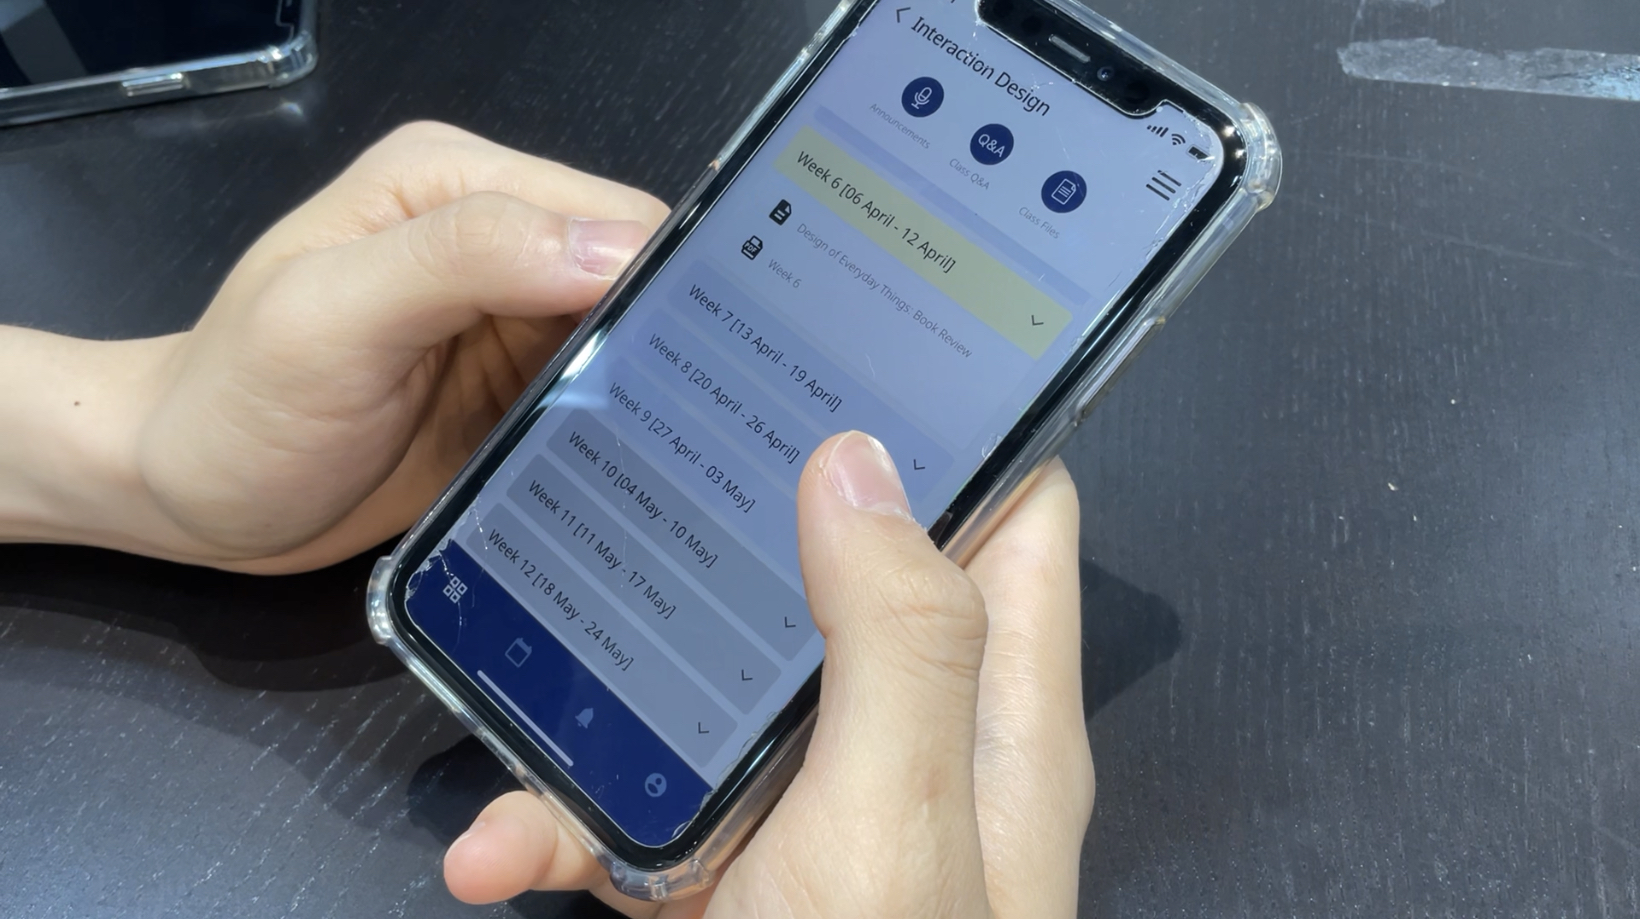 Interaction Design
Announcements
Q&A
Class Q&A
Class Files
Week 6 [06 April - 12 April]
Design of Everyday Things: Book Review
PDF
Week 6
Week 7 [13 April - 19 April]
Week 8 [20 April - 26 April]
Week 9 [27 April - 03 May]
Week 10 [04 May - 10 May]
Week 11 [11 May - 17 May]
Week 12 [18 May - 24 May]